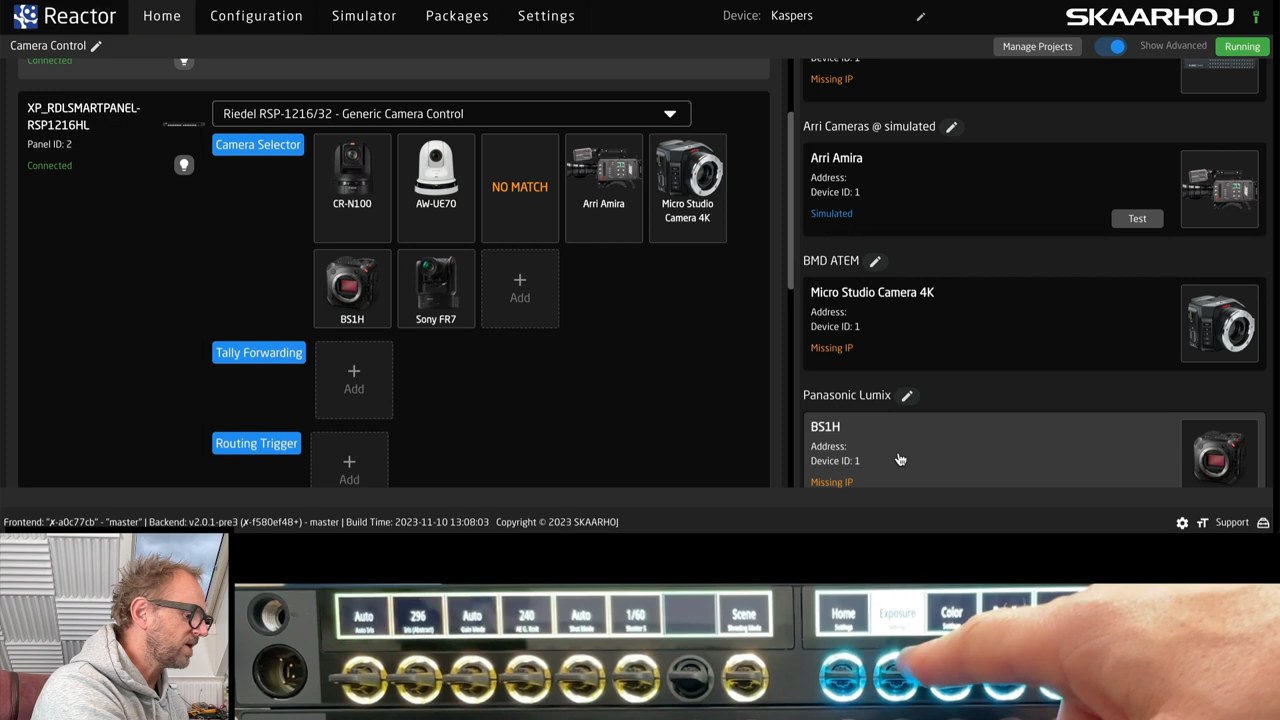 Reactor
Home
Configuration
Simulator
Packages
Settings
Device:
Kaspers
SKAARHOJ
Camera Control
Manage Projects
Show Advanced
Running
Connected
XP_RDLSMARTPANEL-
RSP1216HL
Panel ID: 2
Connected
Riedel RSP-1216/32 - Generic Camera Control
Camera Selector
CR-N100
AW-UE70
NO MATCH
Arri Amira
Micro Studio
Camera 4K
BS1H
Sony FR7
+
Add
Tally Forwarding
+
Add
Routing Trigger
+
Add
Device ID: 1
Missing IP
Arri Cameras @ simulated
Arri Amira
Address:
Device ID: 1
Simulated
Test
BMD ATEM
Micro Studio Camera 4K
Address:
Device ID: 1
Missing IP
Panasonic Lumix
BS1H
Address:
Device ID: 1
Missing IP
Frontend: "✗-a0c77cb" - "master" | Backend: v2.0.1-pre3 (✗-f580ef48+) - master | Build Time: 2023-11-10 13:08:03 Copyright © 2023 SKAARHOJ
Support
Auto
296
Auto
240
Auto
1/60
Scene
Home
Exposure
Color